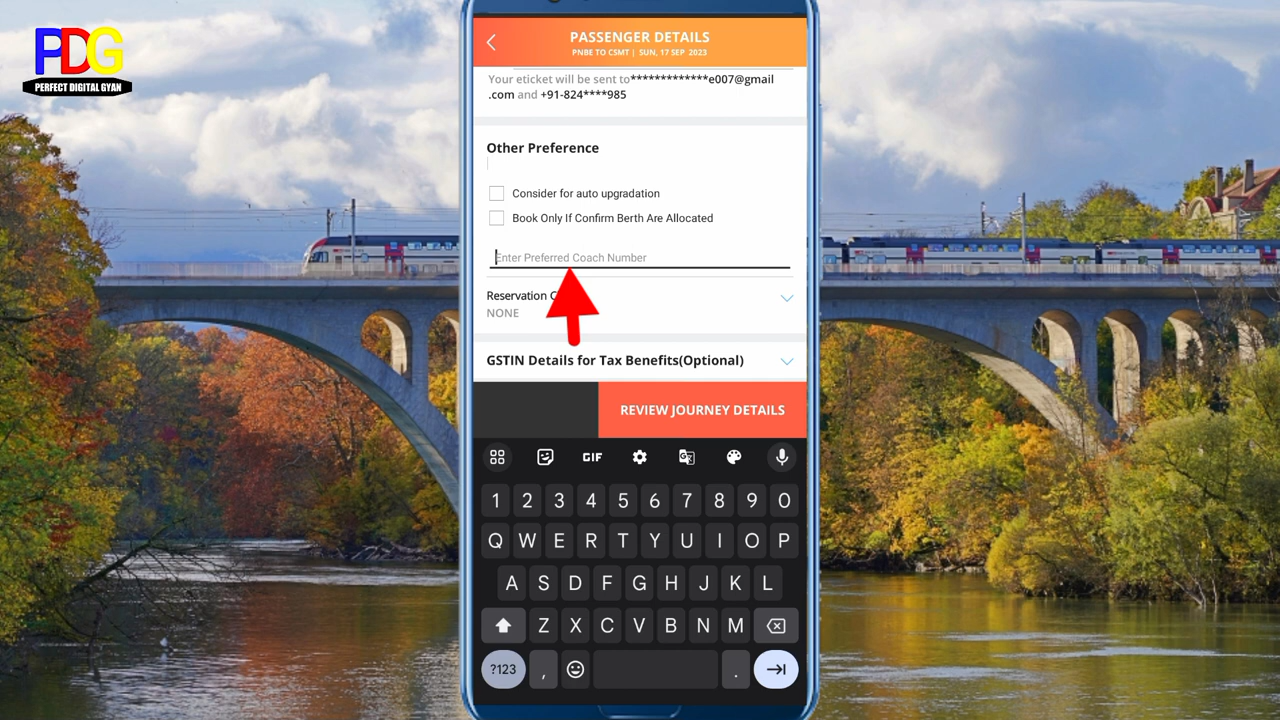 PDG
PERFECT DIGITAL GYAN
PASSENGER DETAILS
PNBE TO CSMT | SUN, 17 SEP 2023
Your eticket will be sent to*************e007@gmail
.com and +91-824****985
Other Preference
Consider for auto upgradation
Book Only If Confirm Berth Are Allocated
Enter Preferred Coach Number
Reservation C
NONE
GSTIN Details for Tax Benefits(Optional)
REVIEW JOURNEY DETAILS
GIF
1 2 3 4 5 6 7 8 9 0
Q W E R T Y U I O P
A S D F G H J K L
Z X C V B N M
?123 , .